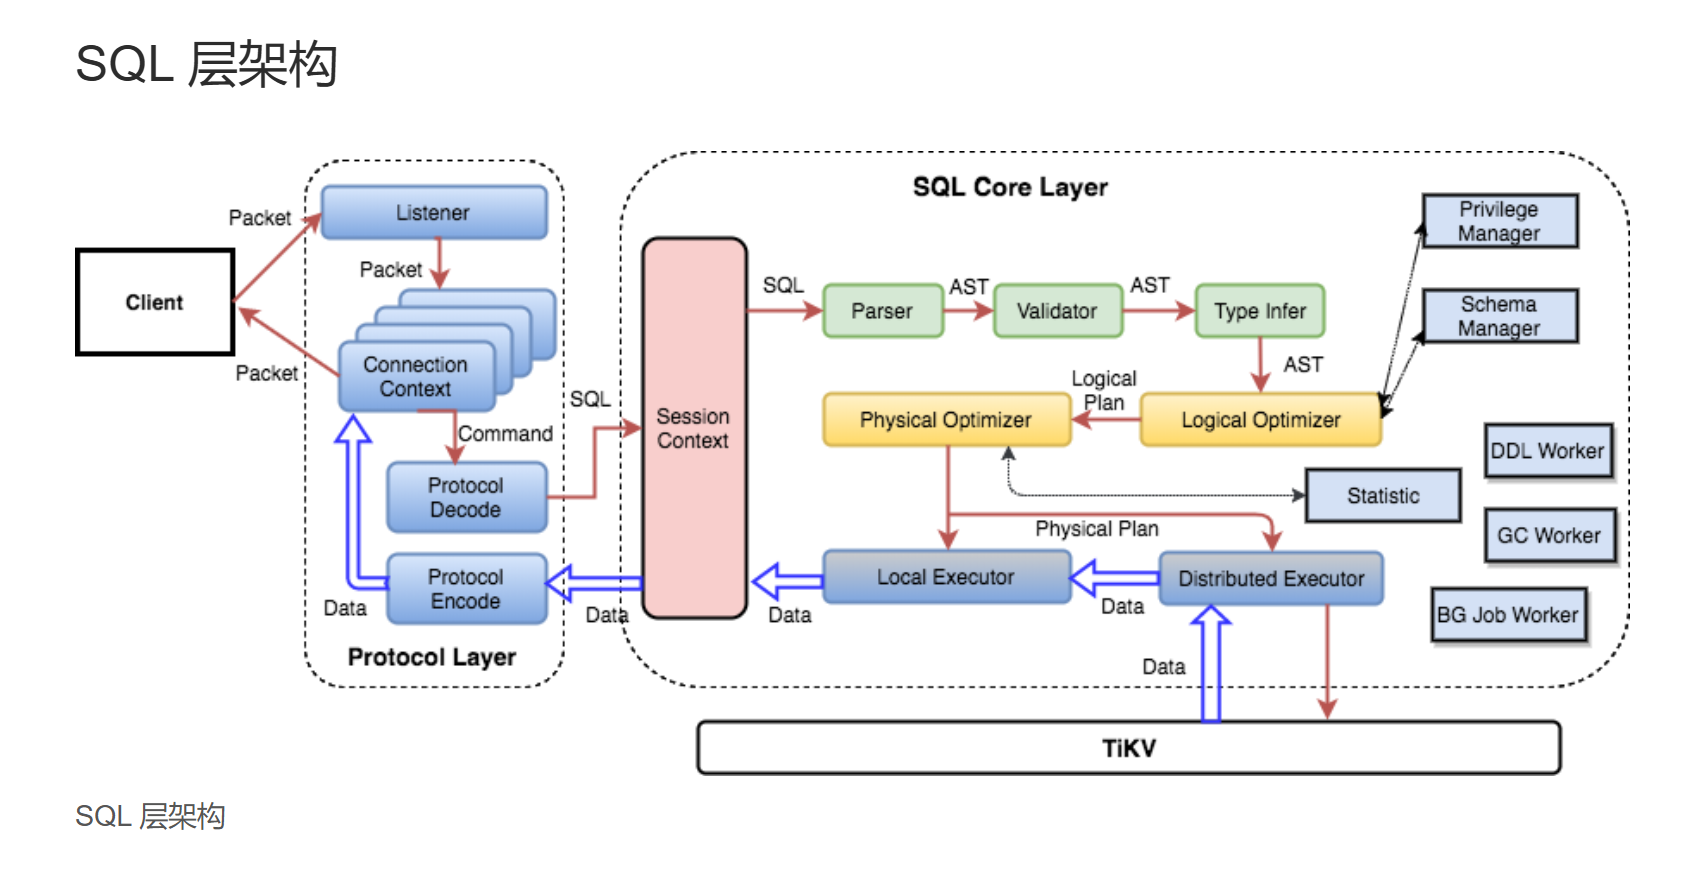 SQL 层架构
SQL Core Layer
Privilege
Manager
Packet
Listener
Packet
Client
Packet
Connection
Context
SQL
Command
Protocol
Decode
Protocol
Encode
Data
Data
Protocol Layer
Session
Context
SQL
Parser
AST
Validator
AST
Type Infer
Schema
Manager
AST
Logical
Plan
Physical Optimizer
Logical Optimizer
DDL Worker
Statistic
Physical Plan
GC Worker
Local Executor
Distributed Executor
Data
Data
BG Job Worker
Data
TiKV
SQL 层架构